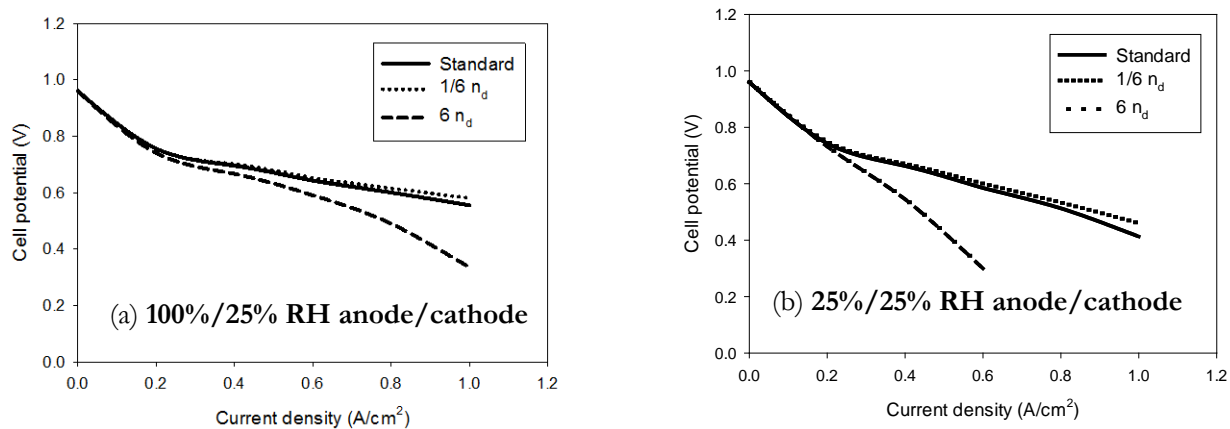 1.2
1.0
0.8
0.6
0.4
0.2
0.0
Cell potential (V)
Standard
1/6 n_d
6 n_d
(a) 100%/25% RH anode/cathode
0.0 0.2 0.4 0.6 0.8 1.0 1.2
Current density (A/cm²)
1.2
1.0
0.8
0.6
0.4
0.2
0.0
Cell potential (V)
Standard
1/6 n_d
6 n_d
(b) 25%/25% RH anode/cathode
0.0 0.2 0.4 0.6 0.8 1.0 1.2
Current density (A/cm²)